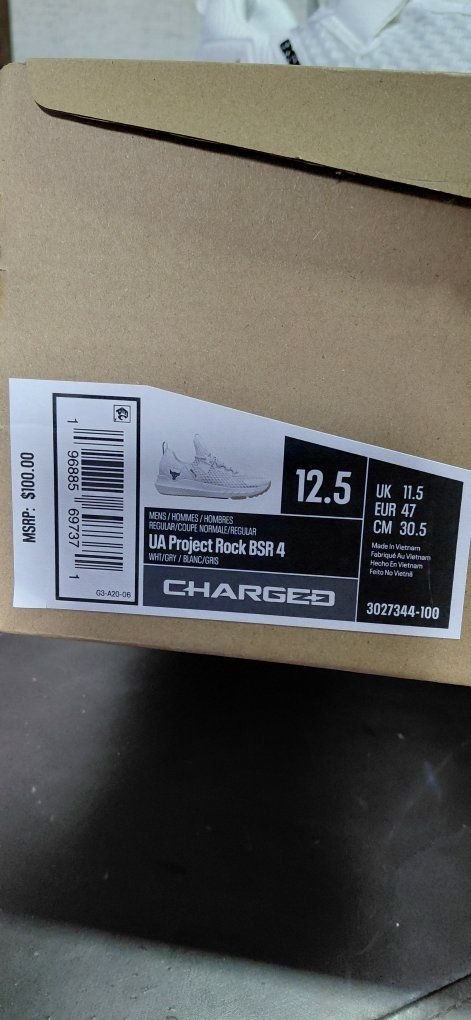 MSRP: $100.00
1 96885 69737 1
G3-A20-06
MENS / HOMMES / HOMBRES
REGULAR/COUPE NORMALE/REGULAR
UA Project Rock BSR 4
WHT/GRY / BLANC/GRIS
CHARGED
12.5
UK 11.5
EUR 47
CM 30.5
Made In Vietnam
Fabriqué Au Vietnam
Hecho En Vietnam
Feito No Vietnã
3027344-100